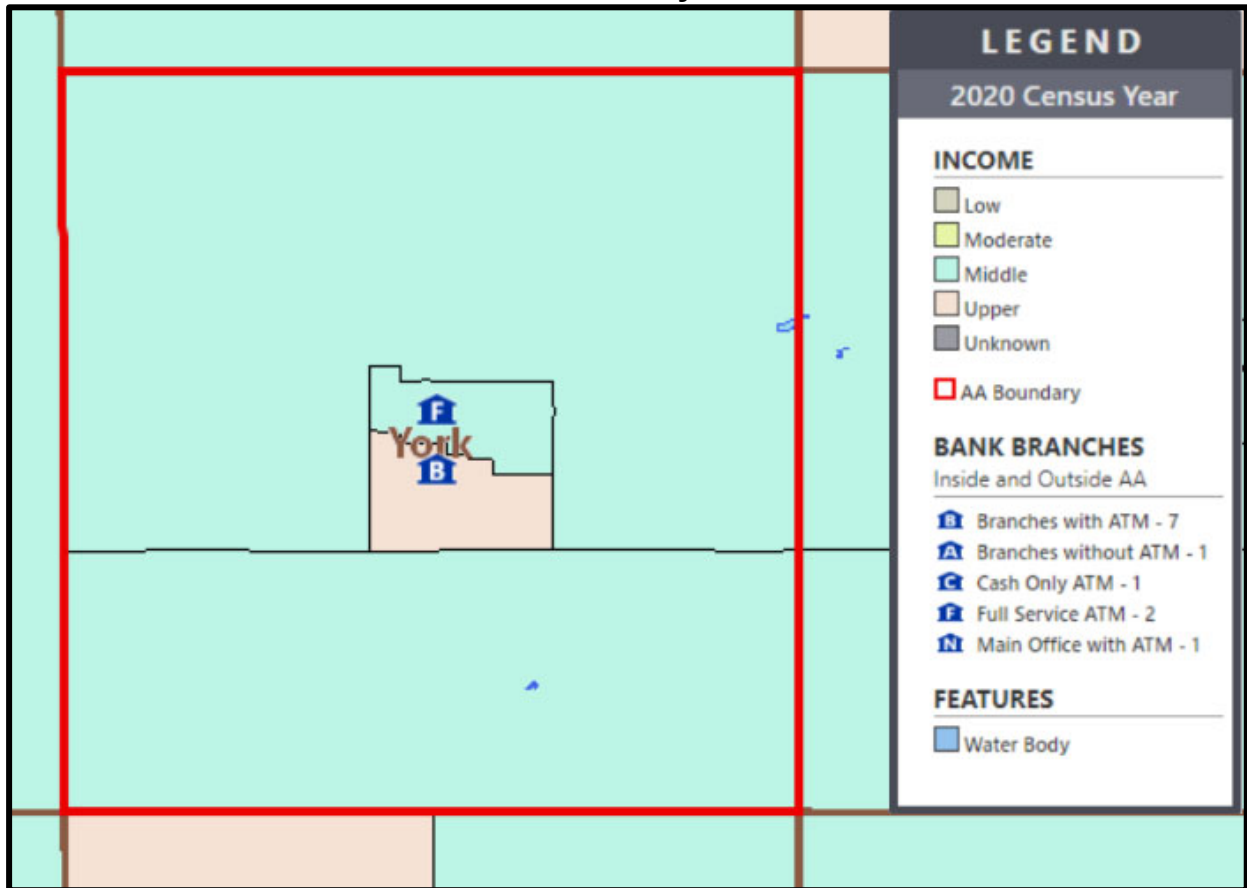 F
York
B
LEGEND
2020 Census Year
INCOME
Low
Moderate
Middle
Upper
Unknown
AA Boundary
BANK BRANCHES
Inside and Outside AA
B Branches with ATM - 7
A Branches without ATM - 1
C Cash Only ATM - 1
F Full Service ATM - 2
N Main Office with ATM - 1
FEATURES
Water Body